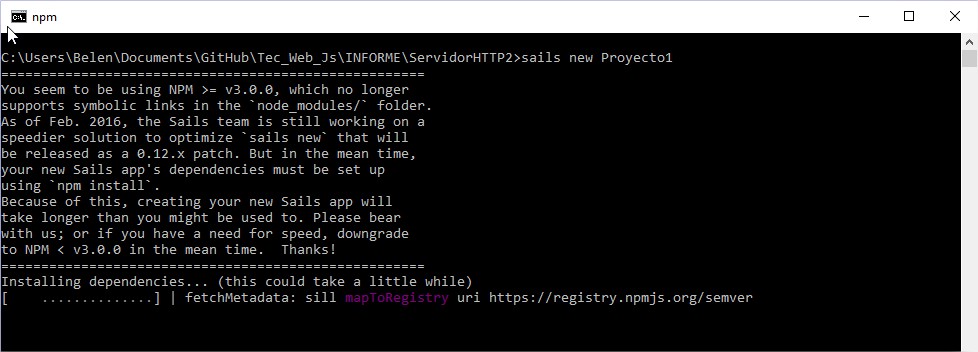 npm
C:\Users\Belen\Documents\GitHub\Tec_Web_Js\INFORME\ServidorHTTP2>sails new Proyecto1
=====================================================
You seem to be using NPM >= v3.0.0, which no longer
supports symbolic links in the `node_modules/` folder.
As of Feb. 2016, the Sails team is still working on a
speedier solution to optimize `sails new` that will
be released as a 0.12.x patch. But in the mean time,
your new Sails app's dependencies must be set up
using `npm install`.
Because of this, creating your new Sails app will
take longer than you might be used to. Please bear
with us; or if you have a need for speed, downgrade
to NPM < v3.0.0 in the mean time.  Thanks!
=====================================================
Installing dependencies... (this could take a little while)
[    ..............] | fetchMetadata: sill mapToRegistry uri https://registry.npmjs.org/semver